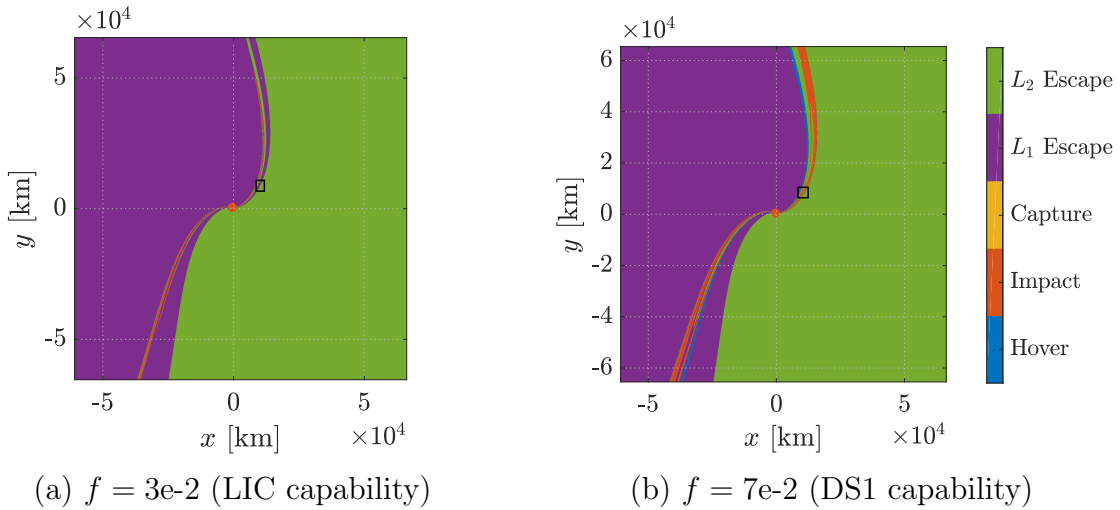 ×10⁴
5
0
-5
y [km]
-5
0
5
x [km]
×10⁴
(a) f = 3e-2 (LIC capability)
×10⁴
6
4
2
0
-2
-4
-6
y [km]
-5
0
5
x [km]
×10⁴
(b) f = 7e-2 (DS1 capability)
L₂ Escape
L₁ Escape
Capture
Impact
Hover